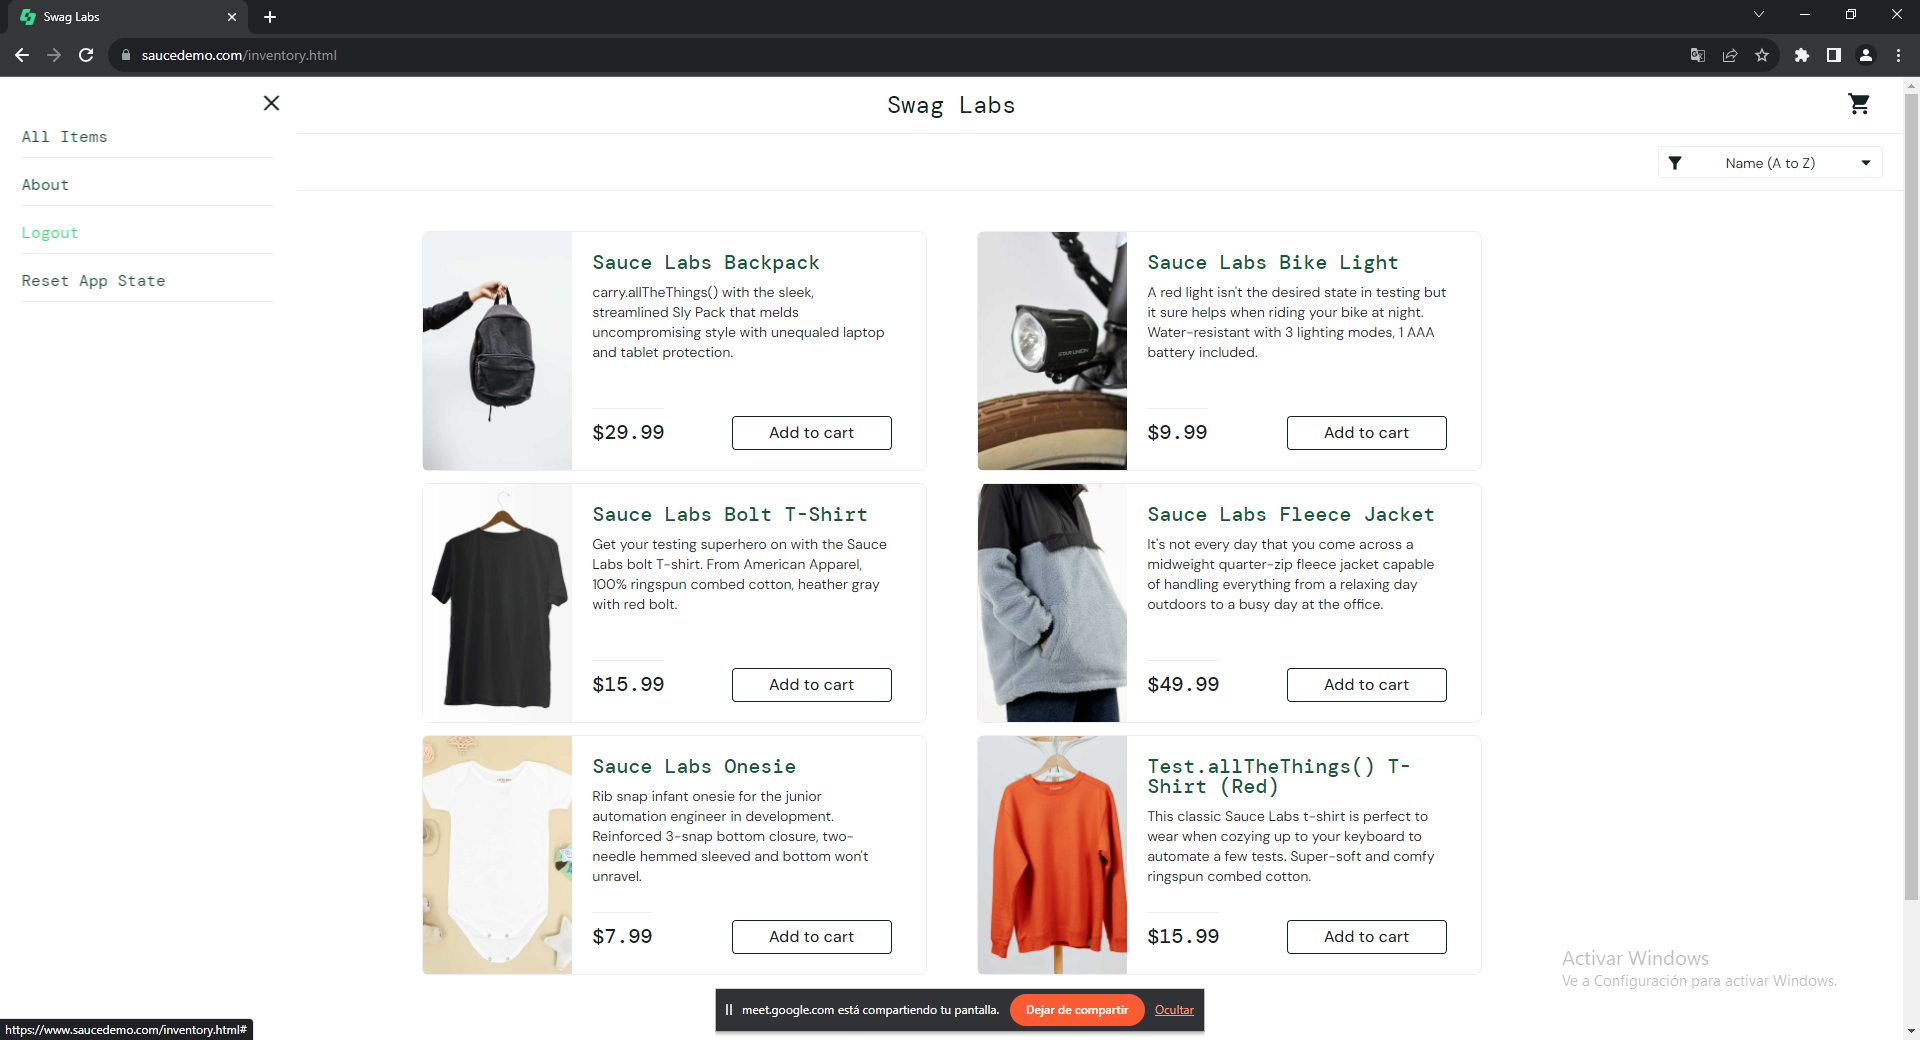 Swag Labs
saucedemo.com/inventory.html
Swag Labs
All Items
About
Logout
Reset App State
Name (A to Z)
Sauce Labs Backpack
carry.allTheThings() with the sleek,
streamlined Sly Pack that melds
uncompromising style with unequaled laptop
and tablet protection.
$29.99
Add to cart
Sauce Labs Bike Light
A red light isn't the desired state in testing but
it sure helps when riding your bike at night.
Water-resistant with 3 lighting modes, 1 AAA
battery included.
$9.99
Add to cart
Sauce Labs Bolt T-Shirt
Get your testing superhero on with the Sauce
Labs bolt T-shirt. From American Apparel,
100% ringspun combed cotton, heather gray
with red bolt.
$15.99
Add to cart
Sauce Labs Fleece Jacket
It's not every day that you come across a
midweight quarter-zip fleece jacket capable
of handling everything from a relaxing day
outdoors to a busy day at the office.
$49.99
Add to cart
Sauce Labs Onesie
Rib snap infant onesie for the junior
automation engineer in development.
Reinforced 3-snap bottom closure, two-
needle hemmed sleeved and bottom won't
unravel.
$7.99
Add to cart
Test.allTheThings() T-
Shirt (Red)
This classic Sauce Labs t-shirt is perfect to
wear when cozying up to your keyboard to
automate a few tests. Super-soft and comfy
ringspun combed cotton.
$15.99
Add to cart
Activar Windows
Ve a Configuración para activar Windows.
meet.google.com está compartiendo tu pantalla.
Dejar de compartir
Ocultar
https://www.saucedemo.com/inventory.html#